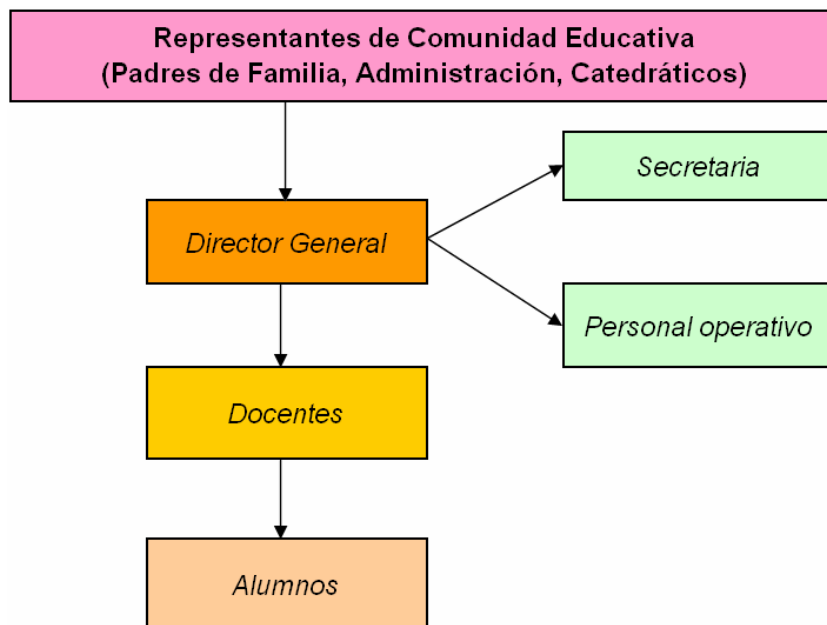 Representantes de Comunidad Educativa
(Padres de Familia, Administración, Catedráticos)
Secretaria
Director General
Personal operativo
Docentes
Alumnos